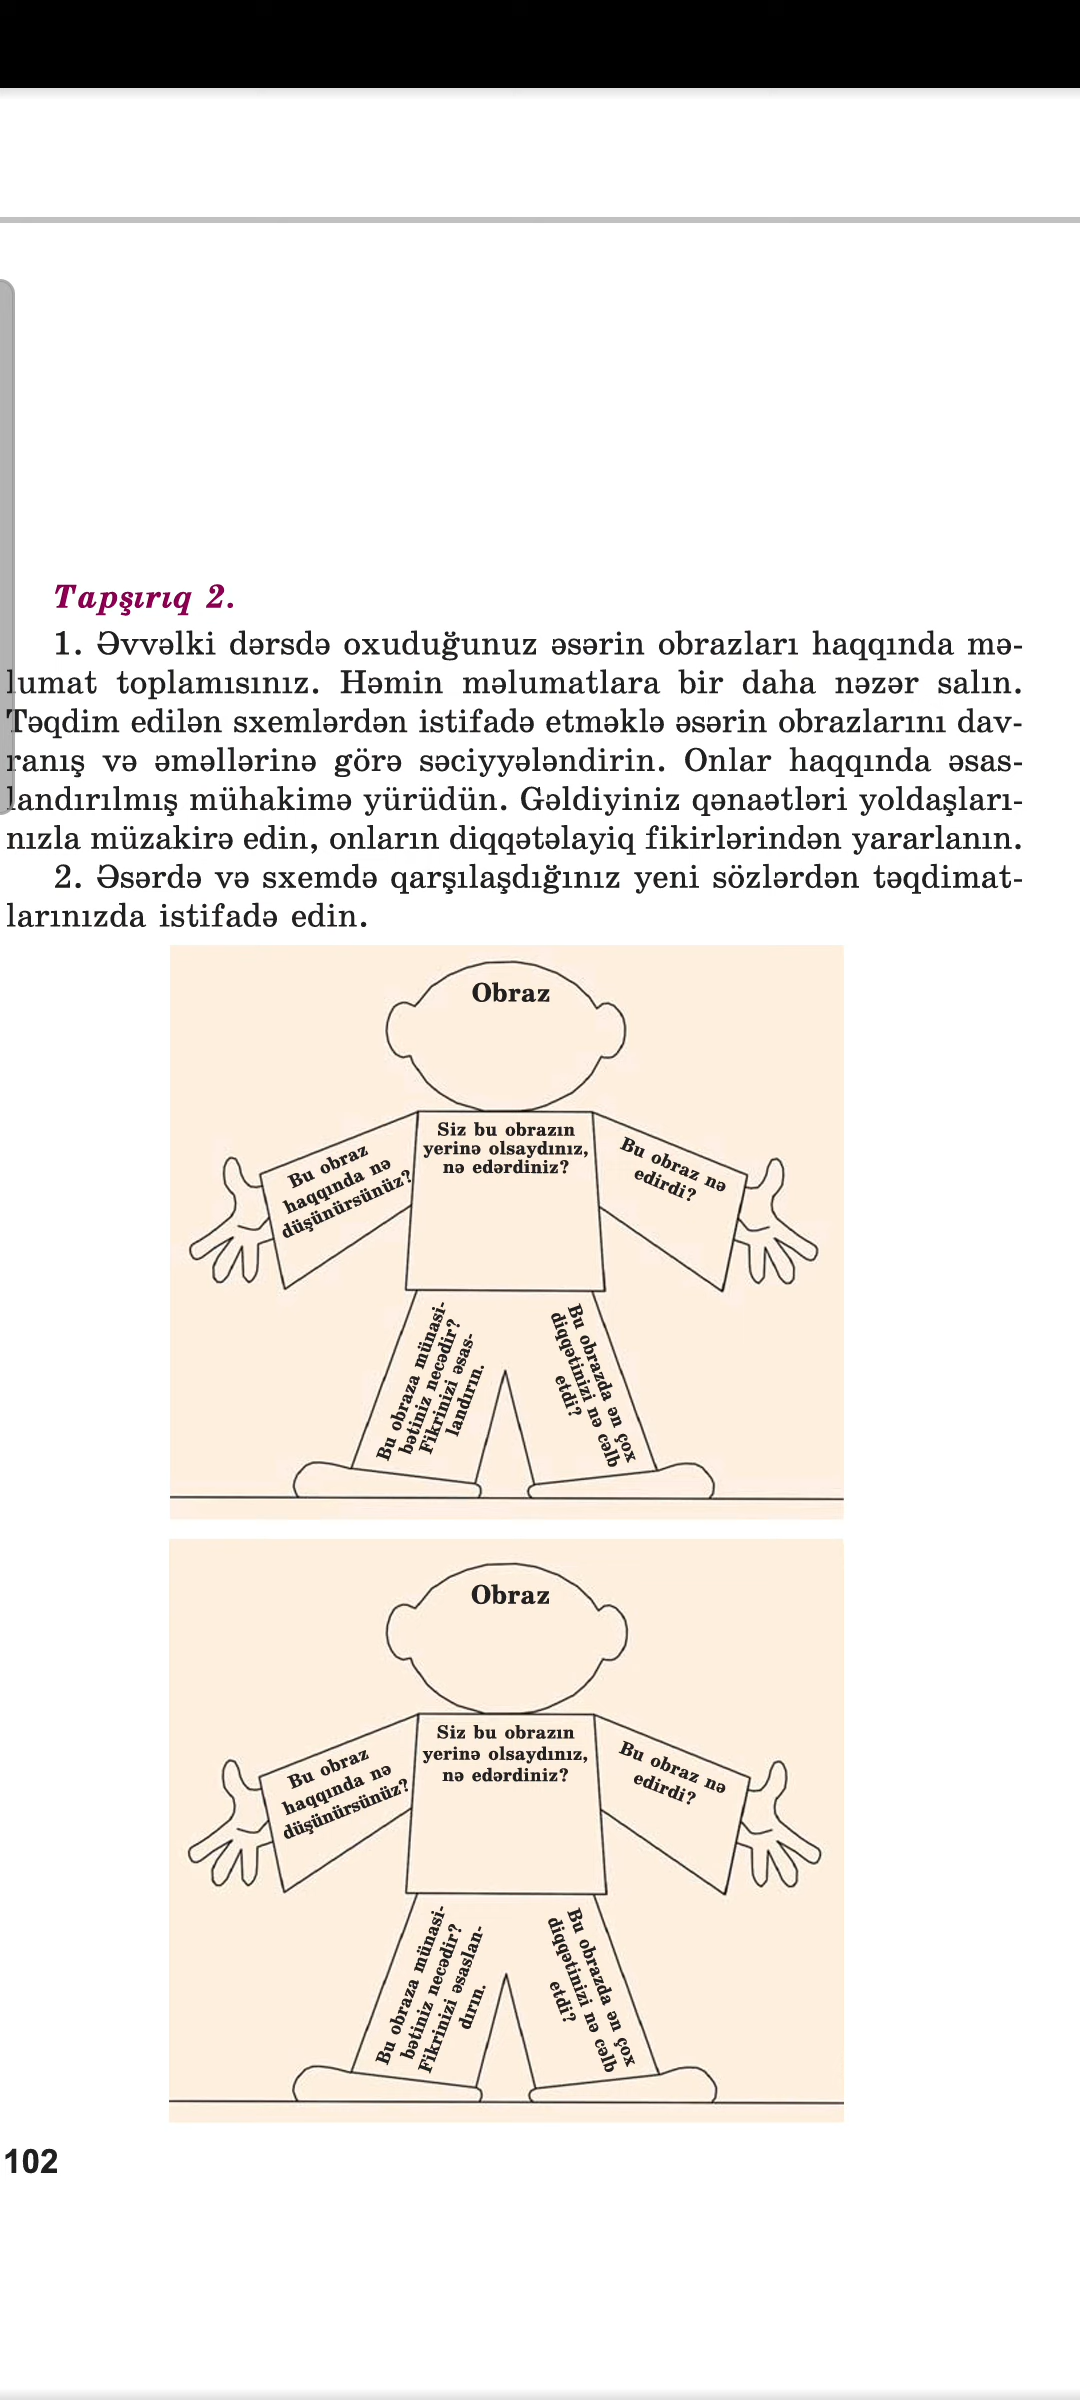 Tapşırıq 2.
1. Əvvəlki dərsdə oxuduğunuz əsərin obrazları haqqında mə-
lumat toplamısınız. Həmin məlumatlara bir daha nəzər salın.
Təqdim edilən sxemlərdən istifadə etməklə əsərin obrazlarını dav-
ranış və əməllərinə görə səciyyələndirin. Onlar haqqında əsas-
landırılmış mühakimə yürüdün. Gəldiyiniz qənaətləri yoldaşları-
nızla müzakirə edin, onların diqqətəlayiq fikirlərindən yararlanın.
2. Əsərdə və sxemdə qarşılaşdığınız yeni sözlərdən təqdimat-
larınızda istifadə edin.
Obraz
Bu obraz
haqqında nə
düşünürsünüz?
Siz bu obrazın
yerinə olsaydınız,
nə edərdiniz?
Bu obraz nə
edirdi?
Bu obraza münasi-
bətiniz necədir?
Fikrinizi əsas-
landırın.
Bu obrazda ən çox
diqqətinizi nə cəlb
etdi?
Obraz
Bu obraz
haqqında nə
düşünürsünüz?
Siz bu obrazın
yerinə olsaydınız,
nə edərdiniz?
Bu obraz nə
edirdi?
Bu obraza münasi-
bətiniz necədir?
Fikrinizi əsaslan-
dırın.
Bu obrazda ən çox
diqqətinizi nə cəlb
etdi?
102